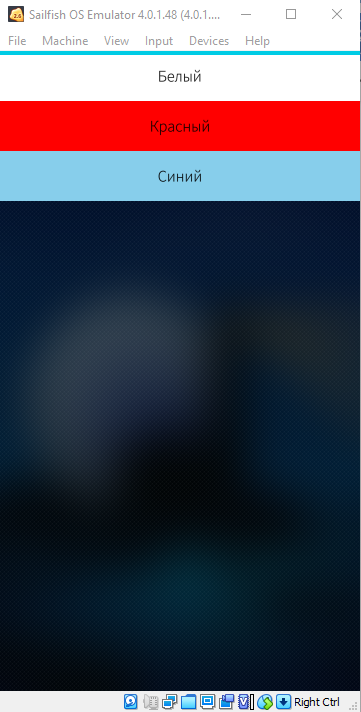 Sailfish OS Emulator 4.0.1.48 (4.0.1....
File Machine View Input Devices Help
Белый
Красный
Синий
Right Ctrl